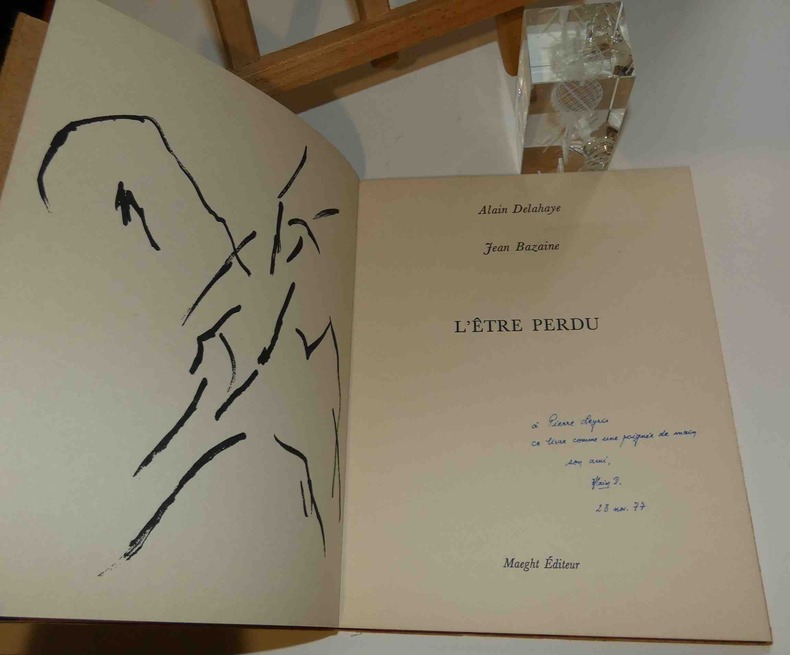 Alain Delahaye
Jean Bazaine
L'ÊTRE PERDU
à Pierre Leyris
ce livre comme une poignée de main
son ami,
Alain D.
28 nov. 77
Maeght Éditeur